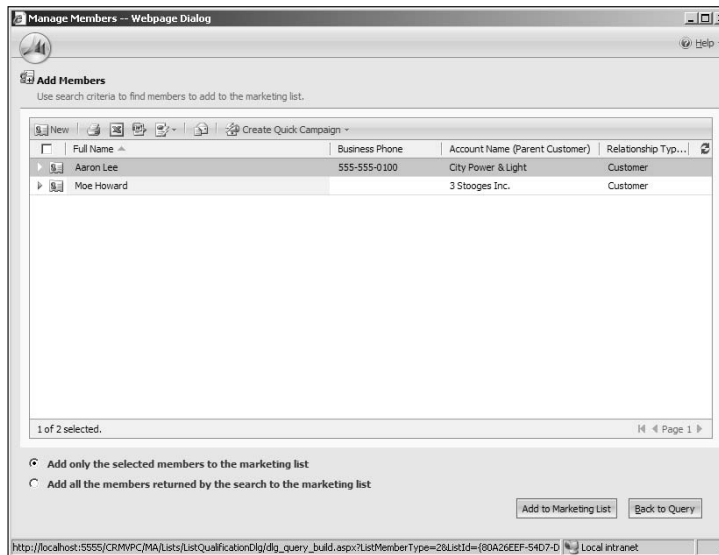 Manage Members -- Webpage Dialog
Help
Add Members
Use search criteria to find members to add to the marketing list.
New Create Quick Campaign
Full Name Business Phone Account Name (Parent Customer) Relationship Typ...
Aaron Lee 555-555-0100 City Power & Light Customer
Moe Howard 3 Stooges Inc. Customer
1 of 2 selected. Page 1
Add only the selected members to the marketing list
Add all the members returned by the search to the marketing list
Add to Marketing List Back to Query
http://localhost:5555/CRMVPC/MA/Lists/ListQualificationDlg/dlg_query_build.aspx?ListMemberType=2&ListId={80A26EEF-54D7-D Local intranet